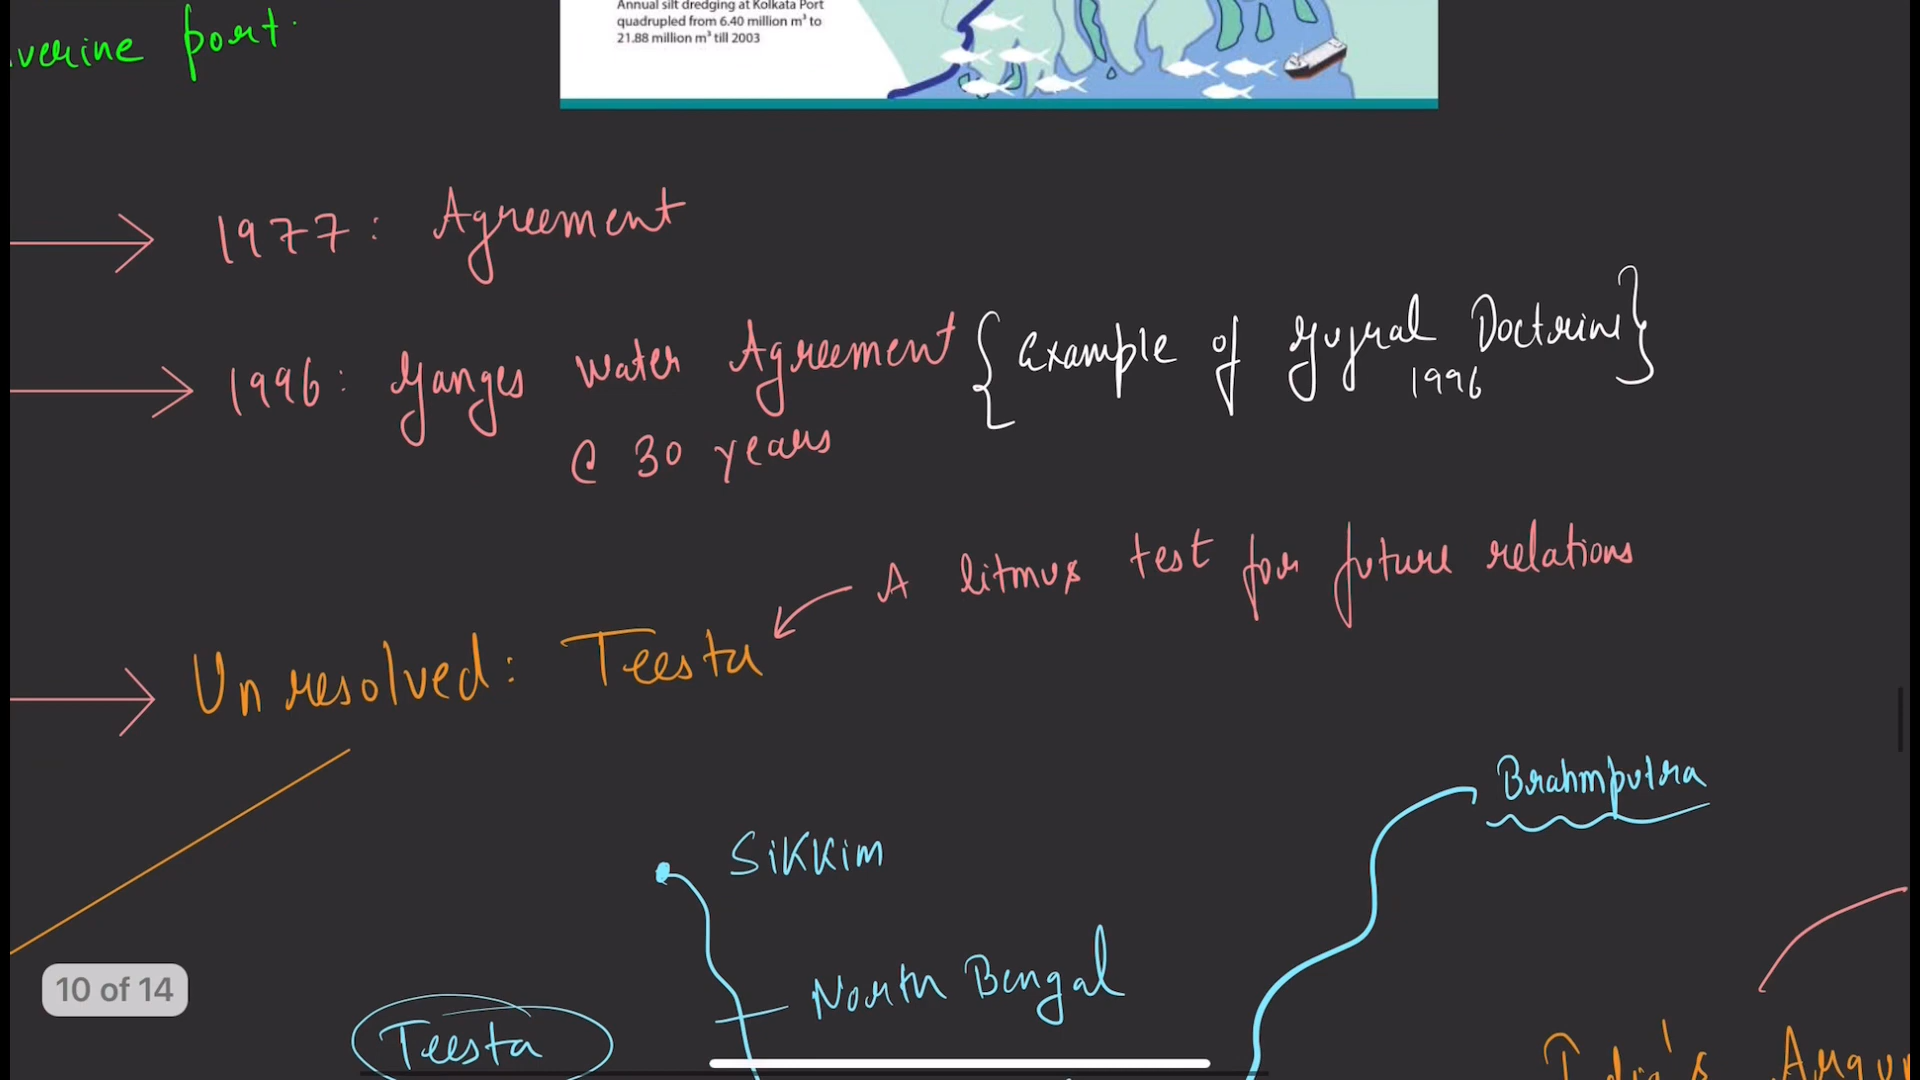 Annual silt dredging at Kolkata Port
quadrupled from 6.40 million m³ to
21.88 million m³ till 2003
verine port.
1977: Agreement
1996: Ganges Water Agreement {Example of Gujral Doctrine}
1996
@ 30 years
A litmus test for future relations
Unresolved: Teesta
Brahmputra
Sikkim
North Bengal
10 of 14
Teesta
India's